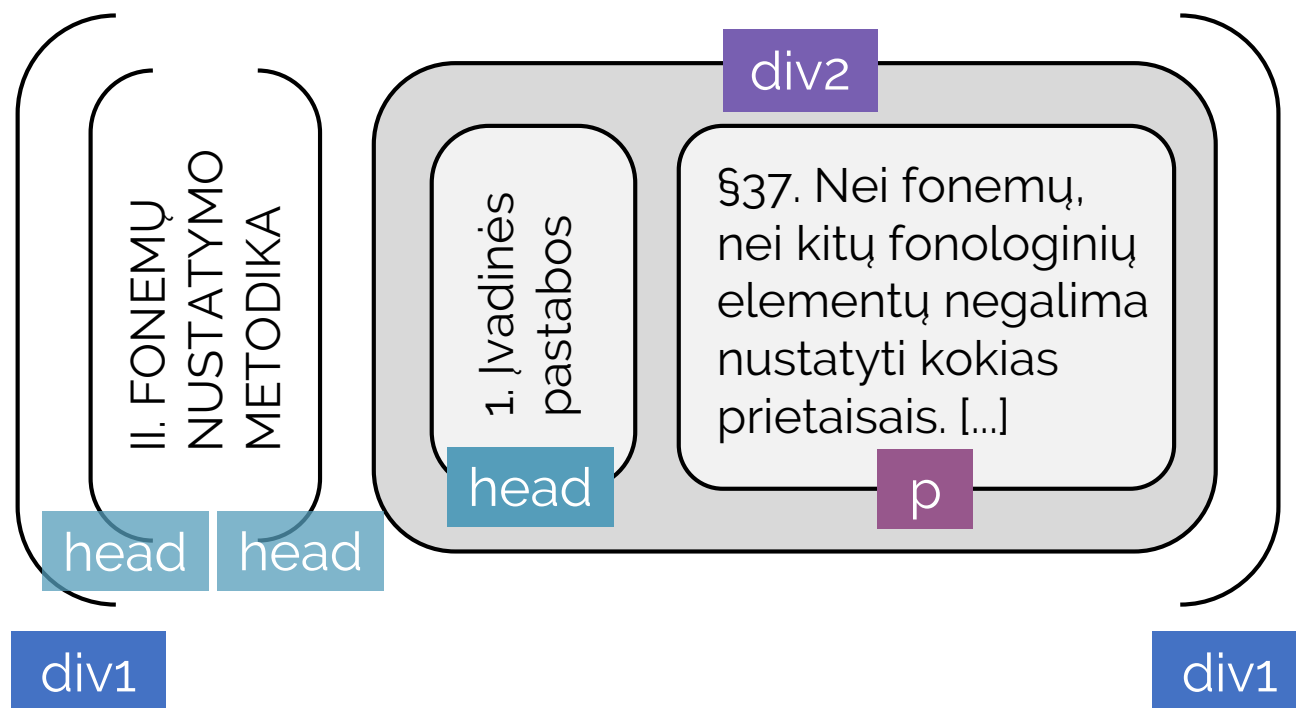 div2
II. FONEMŲ
NUSTATYMO
METODIKA
1. Įvadinės
pastabos
§37. Nei fonemų,
nei kitų fonologinių
elementų negalima
nustatyti kokias
prietaisais. [...]
head
p
head
head
div1
div1